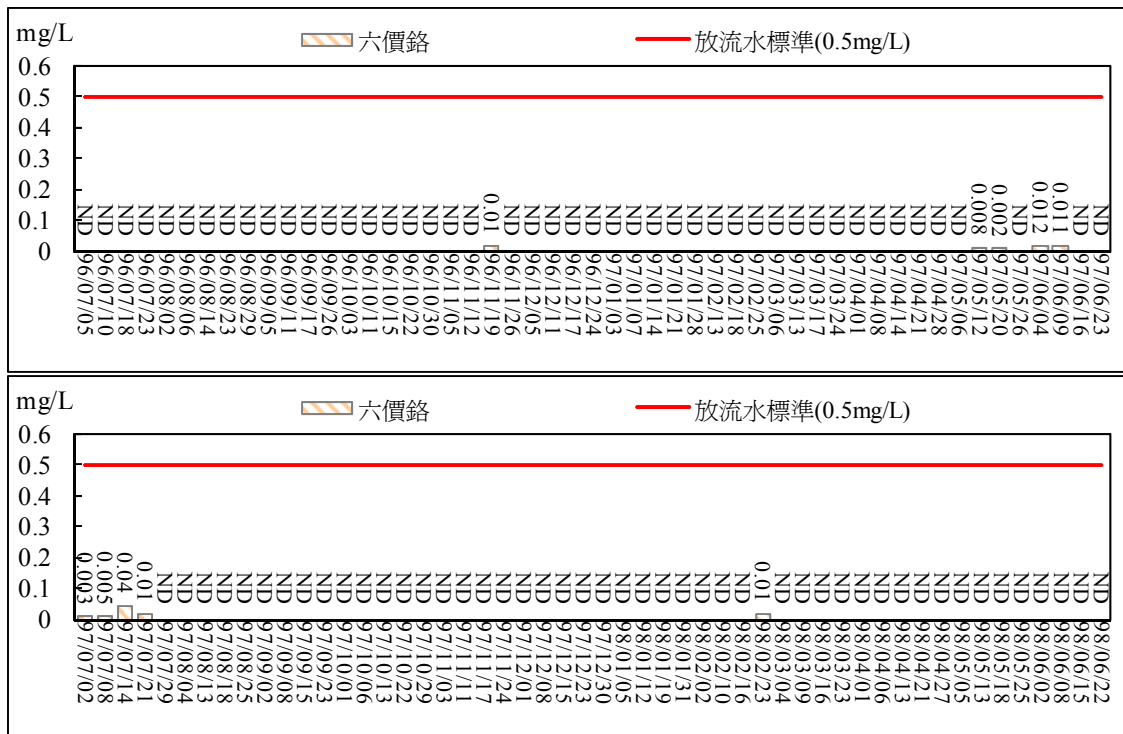 mg/L
六價鉻
放流水標準(0.5mg/L)
0.6
0.5
0.4
0.3
0.2
0.1
0
ND ND ND ND ND ND ND ND ND ND ND ND ND ND ND ND ND ND ND ND 0.01 ND ND ND ND ND ND ND ND ND ND ND ND ND ND ND ND ND ND ND ND ND ND ND 0.008 0.002 ND 0.012 0.011 ND ND
96/07/05 96/07/10 96/07/18 96/07/23 96/08/02 96/08/06 96/08/14 96/08/23 96/08/29 96/09/05 96/09/11 96/09/17 96/09/26 96/10/03 96/10/11 96/10/15 96/10/22 96/10/30 96/11/05 96/11/12 96/11/19 96/11/26 96/12/05 96/12/11 96/12/17 96/12/24 97/01/03 97/01/07 97/01/14 97/01/21 97/01/28 97/02/13 97/02/18 97/02/25 97/03/06 97/03/13 97/03/17 97/03/24 97/04/01 97/04/08 97/04/14 97/04/21 97/04/28 97/05/06 97/05/12 97/05/20 97/05/26 97/06/04 97/06/09 97/06/16 97/06/23
mg/L
六價鉻
放流水標準(0.5mg/L)
0.6
0.5
0.4
0.3
0.2
0.1
0
0.003 0.005 0.04 0.01 ND ND ND ND ND ND ND ND ND ND ND ND ND ND ND ND ND ND ND ND ND ND ND ND ND ND ND ND ND ND 0.01 ND ND ND ND ND ND ND ND ND ND ND ND ND ND ND ND ND
97/07/02 97/07/08 97/07/14 97/07/21 97/07/29 97/08/04 97/08/13 97/08/18 97/08/25 97/09/02 97/09/08 97/09/15 97/09/23 97/10/01 97/10/06 97/10/13 97/10/22 97/10/29 97/11/03 97/11/11 97/11/17 97/11/24 97/12/01 97/12/08 97/12/15 97/12/23 97/12/30 98/01/05 98/01/12 98/01/19 98/01/31 98/02/02 98/02/10 98/02/16 98/02/23 98/03/04 98/03/09 98/03/16 98/03/23 98/04/01 98/04/06 98/04/13 98/04/21 98/04/27 98/05/05 98/05/13 98/05/18 98/05/25 98/06/02 98/06/08 98/06/15 98/06/22